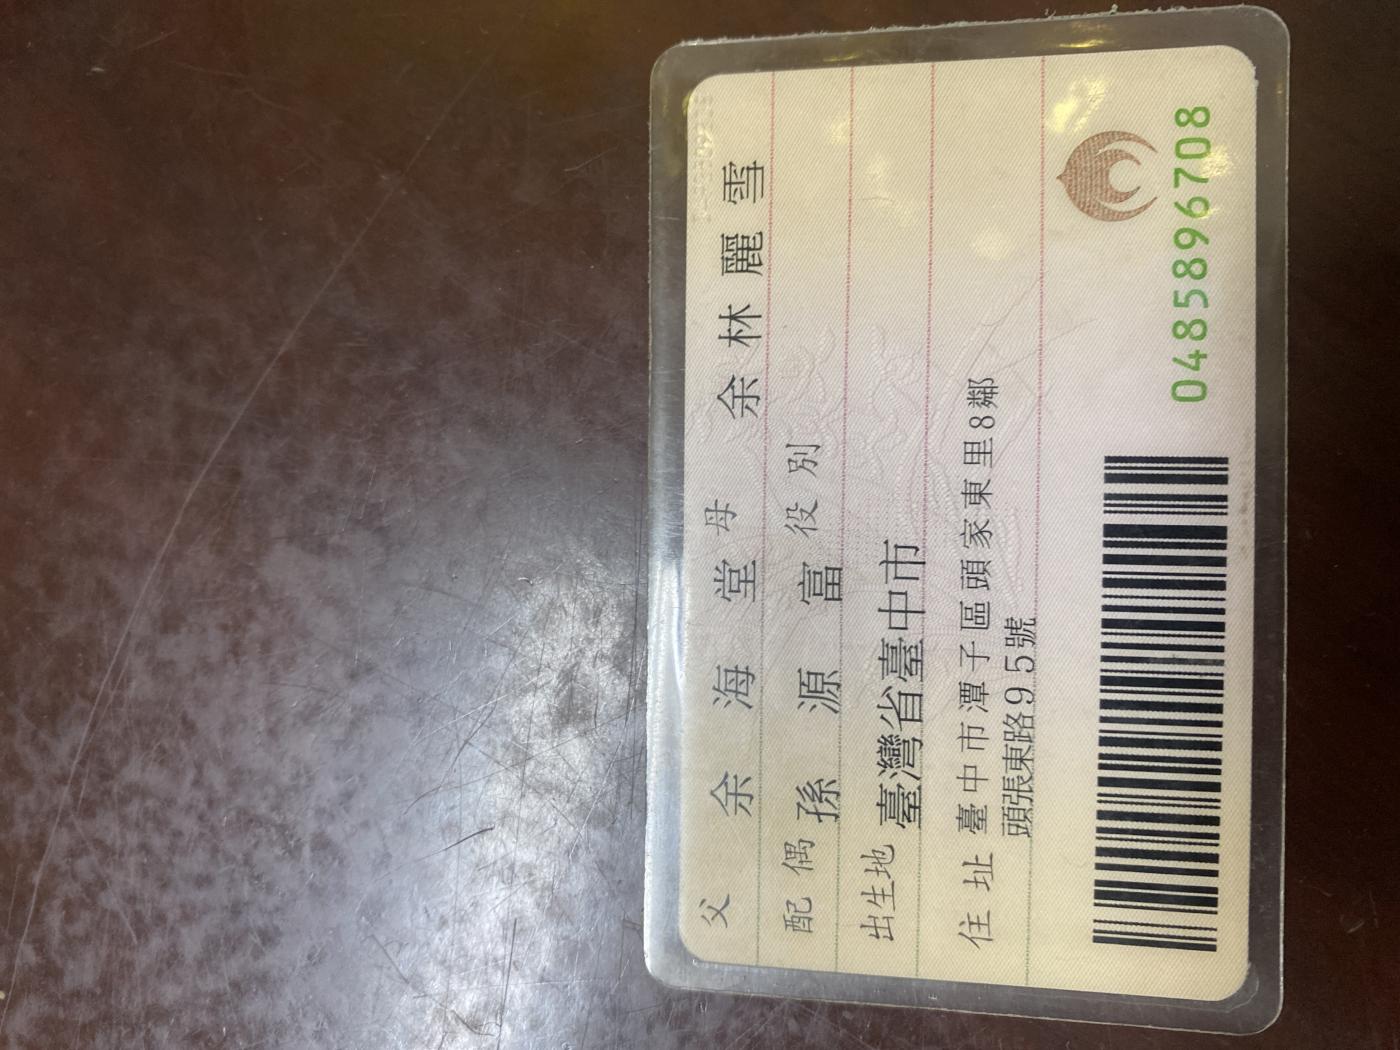 父 余海堂 母 余林麗雪
配偶 孫源富 役別
出生地 臺灣省臺中市
住址 臺中市潭子區頭家東里8鄰
頭張東路95號
0485896708